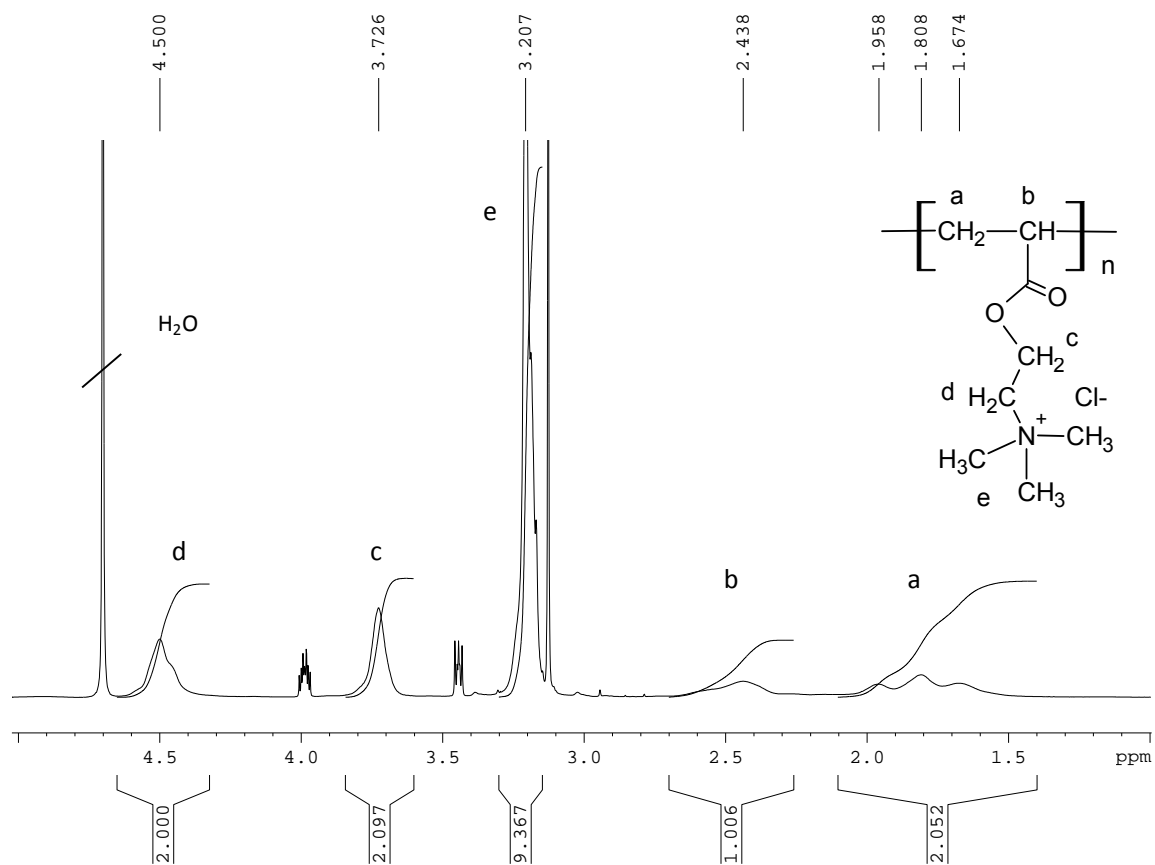 4.500
3.726
3.207
2.438
1.958
1.808
1.674
e
H₂O
d
c
b
a
a b
CH₂ CH
n
O
O
CH₂ c
d H₂C Cl-
N+
H₃C CH₃
e CH₃
4.5 4.0 3.5 3.0 2.5 2.0 1.5 ppm
2.000
2.097
9.367
1.006
2.052